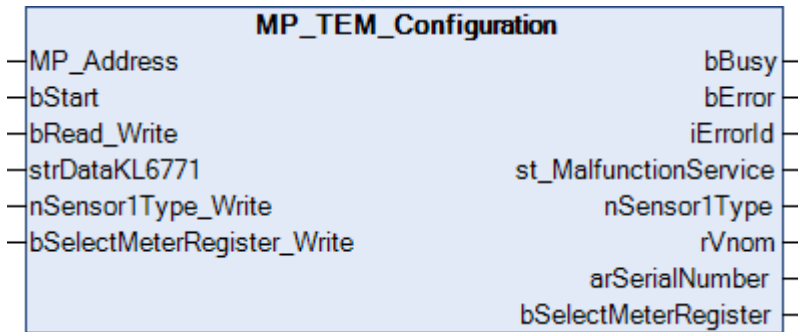 MP_TEM_Configuration
MP_Address bBusy
bStart bError
bRead_Write iErrorId
strDataKL6771 st_MalfunctionService
nSensor1Type_Write nSensor1Type
bSelectMeterRegister_Write rVnom
arSerialNumber
bSelectMeterRegister